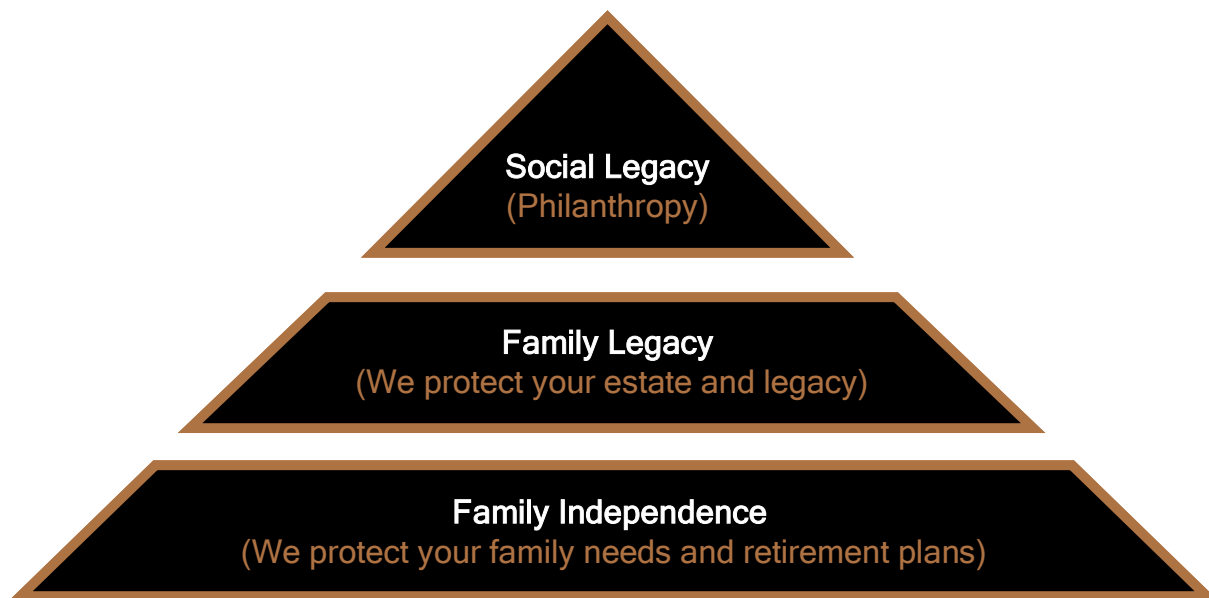 Social Legacy
(Philanthropy)
Family Legacy
(We protect your estate and legacy)
Family Independence
(We protect your family needs and retirement plans)